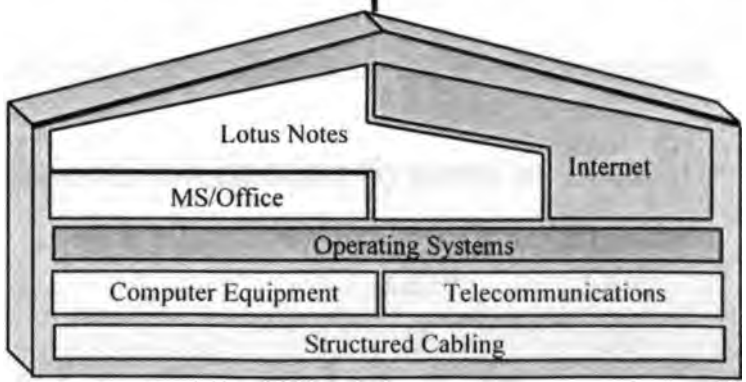 Lotus Notes
Internet
MS/Office
Operating Systems
Computer Equipment
Telecommunications
Structured Cabling